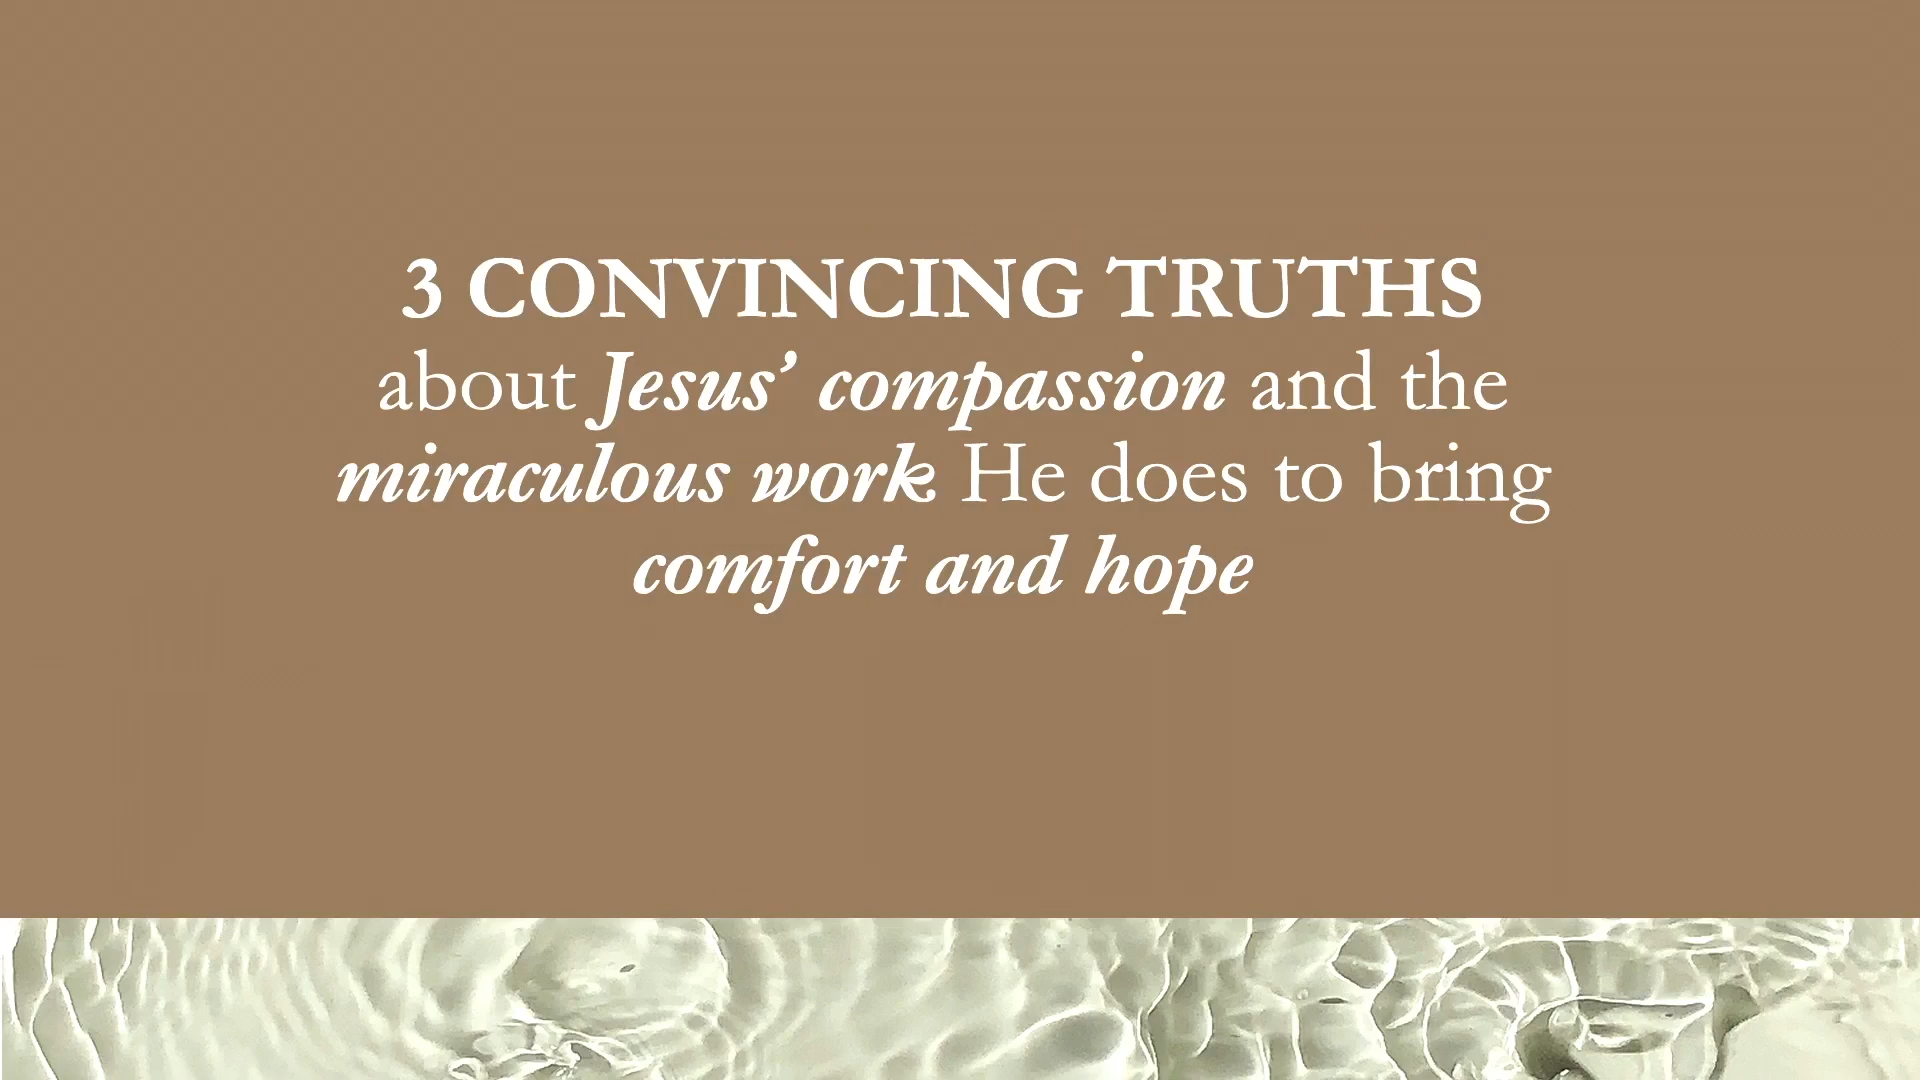 3 CONVINCING TRUTHS
about Jesus’ compassion and the
miraculous work He does to bring
comfort and hope